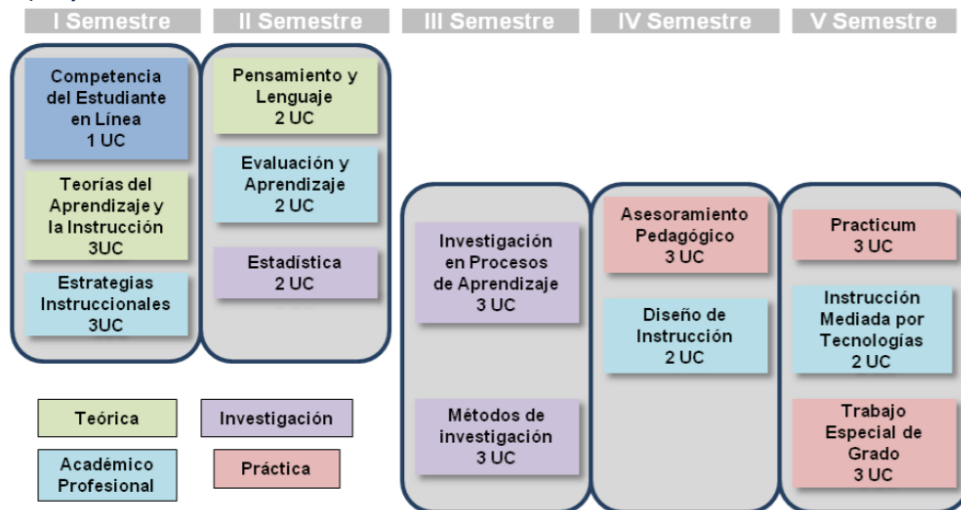 I Semestre
II Semestre
III Semestre
IV Semestre
V Semestre
Competencia
del Estudiante
en Línea
1 UC
Teorías del
Aprendizaje y
la Instrucción
3UC
Estrategias
Instruccionales
3UC
Pensamiento y
Lenguaje
2 UC
Evaluación y
Aprendizaje
2 UC
Estadística
2 UC
Investigación
en Procesos
de Aprendizaje
3 UC
Métodos de
investigación
3 UC
Asesoramiento
Pedagógico
3 UC
Diseño de
Instrucción
2 UC
Practicum
3 UC
Instrucción
Mediada por
Tecnologías
2 UC
Trabajo
Especial de
Grado
3 UC
Teórica
Investigación
Académico
Profesional
Práctica